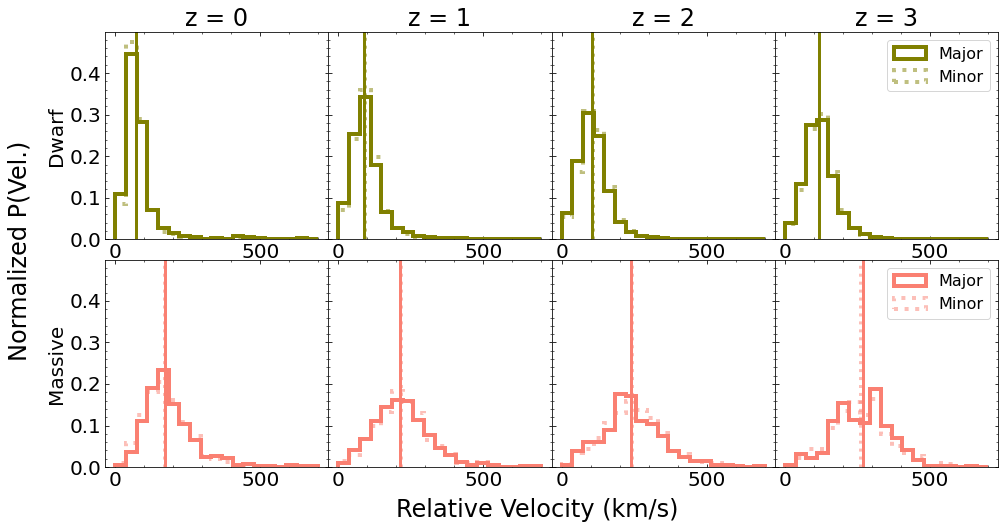 z = 0 z = 1 z = 2 z = 3
Normalized P(Vel.)
Dwarf
0.4
0.3
0.2
0.1
0.0
Major
Minor
0 500 0 500 0 500 0 500
Massive
0.4
0.3
0.2
0.1
0.0
Major
Minor
0 500 0 500 0 500 0 500
Relative Velocity (km/s)